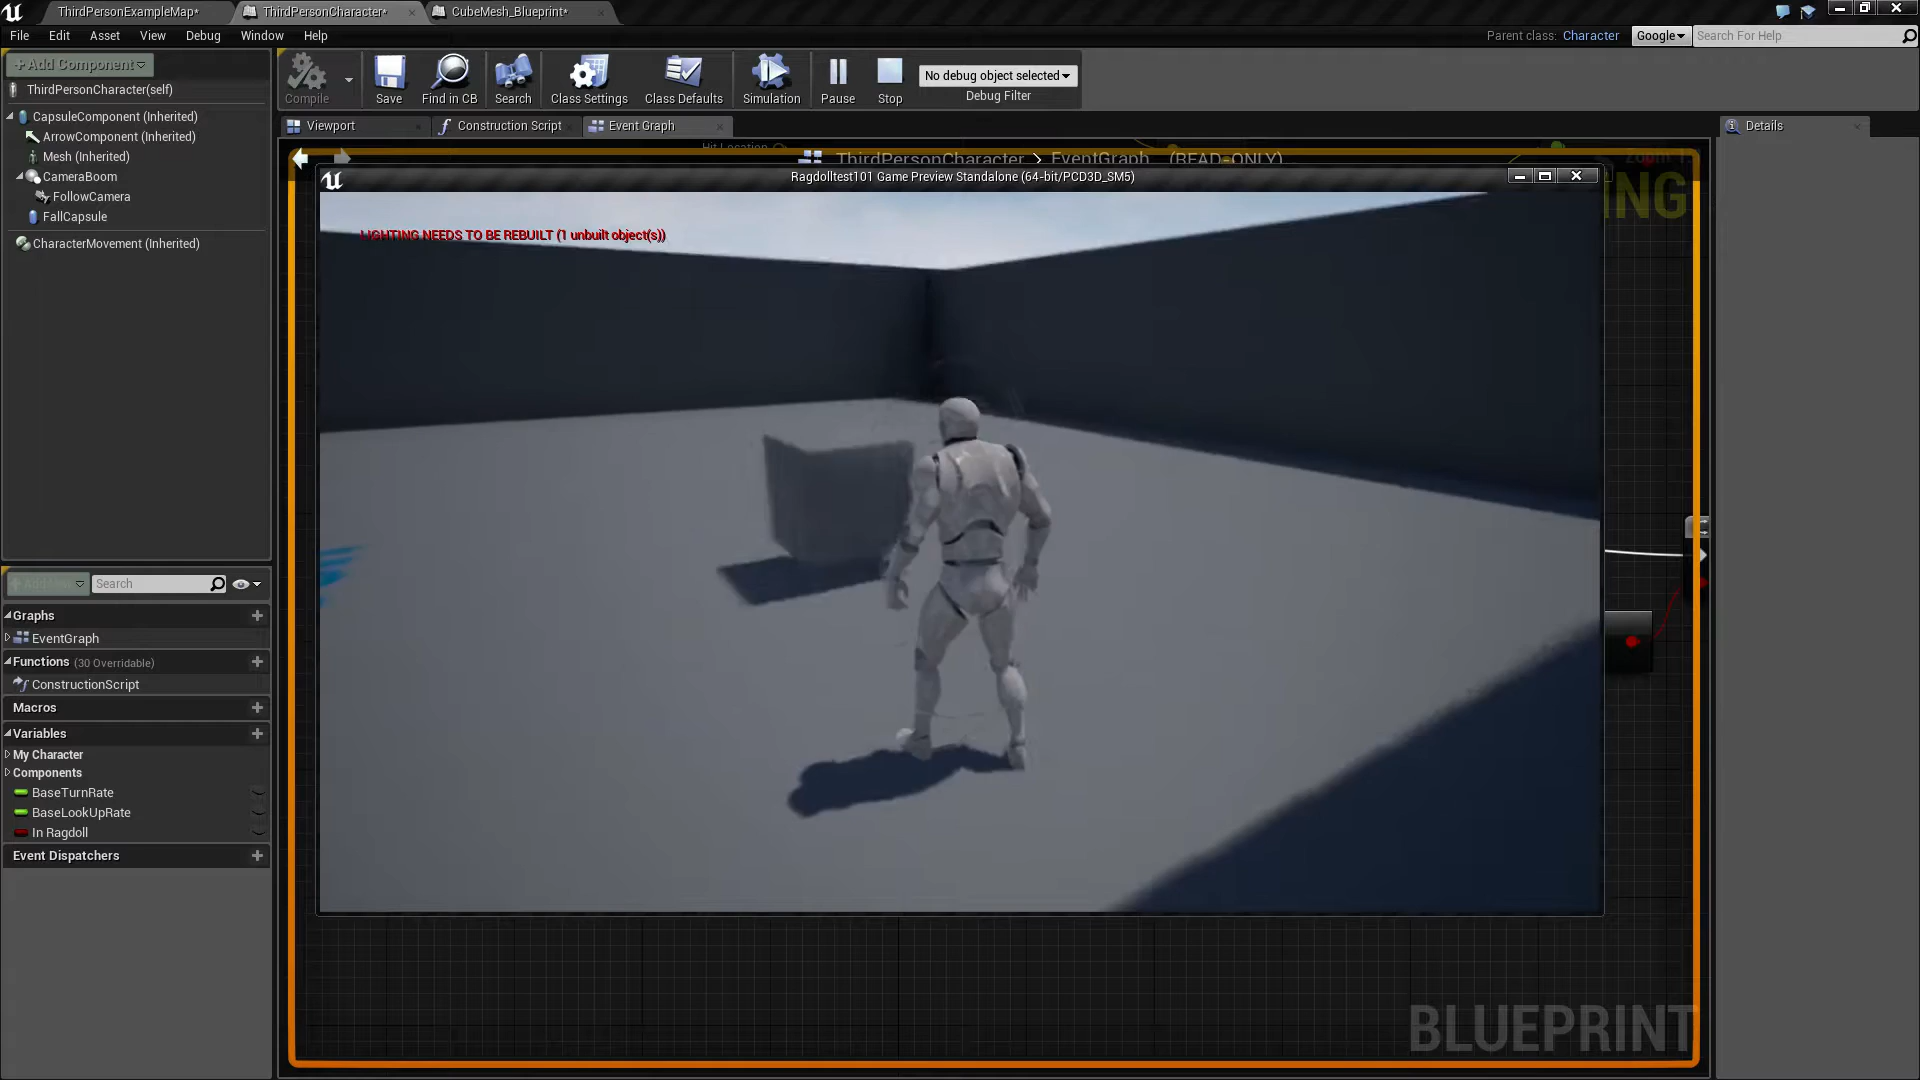 ThirdPersonExampleMap*
ThirdPersonCharacter*
CubeMesh_Blueprint*
File Edit Asset View Debug Window Help
Parent class: Character
Google
Search For Help
+Add Component
Compile
Save
Find in CB
Search
Class Settings
Class Defaults
Simulation
Pause
Stop
No debug object selected
Debug Filter
ThirdPersonCharacter(self)
CapsuleComponent (Inherited)
ArrowComponent (Inherited)
Mesh (Inherited)
CameraBoom
FollowCamera
FallCapsule
CharacterMovement (Inherited)
Viewport
Construction Script
Event Graph
Details
Hit Location
ThirdPersonCharacter > EventGraph (READ-ONLY)
Zoom 1:1
ING
Ragdolltest101 Game Preview Standalone (64-bit/PCD3D_SM5)
LIGHTING NEEDS TO BE REBUILT (1 unbuilt object(s))
Search
Graphs
EventGraph
Functions (30 Overridable)
ConstructionScript
Macros
Variables
My Character
Components
BaseTurnRate
BaseLookUpRate
In Ragdoll
Event Dispatchers
BLUEPRINT